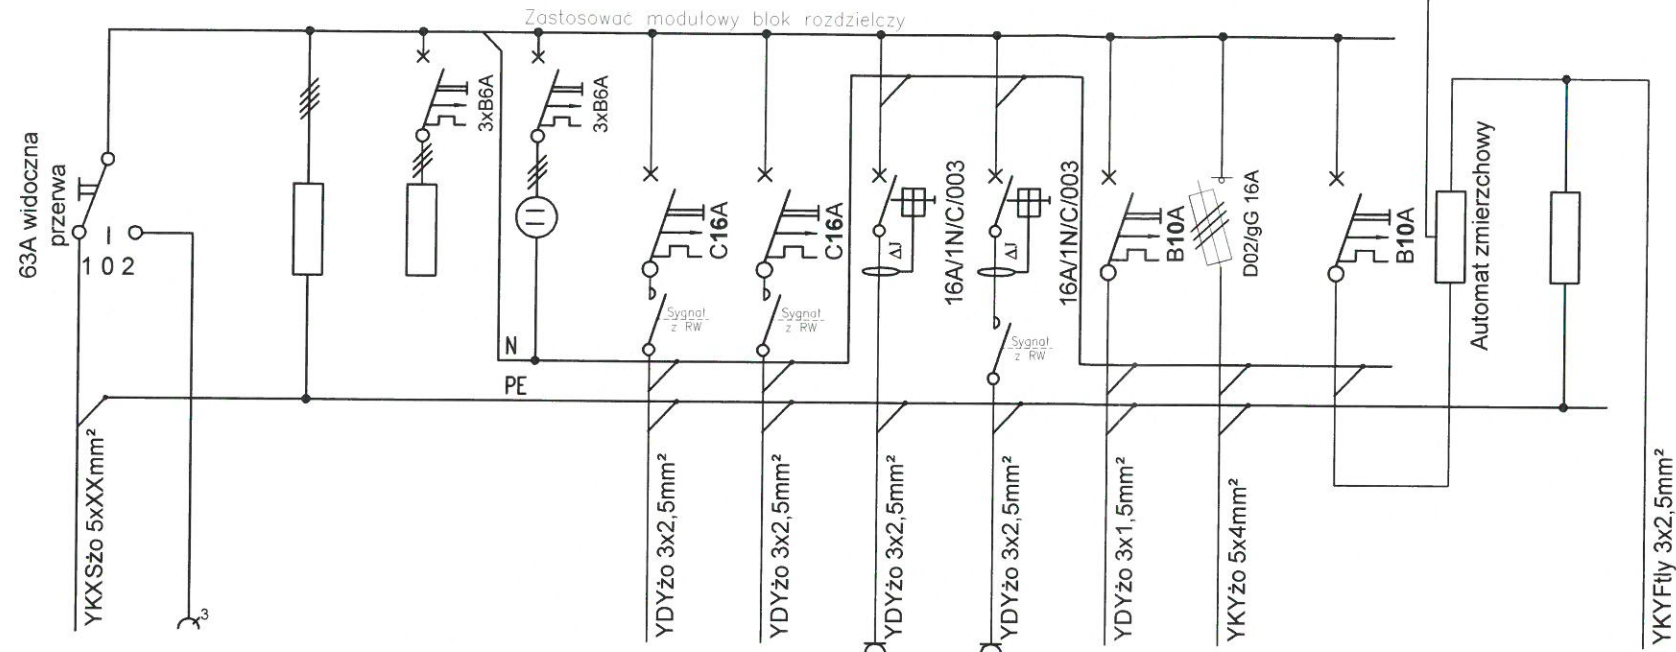 Zastosować modułowy blok rozdzielczy
63A widoczna
przerwa
1 0 2
3xB6A
3xB6A
C16A
Sygnał
z RW
C16A
Sygnał
z RW
ΔJ
16A/1N/C/003
ΔJ
16A/1N/C/003
Sygnał
z RW
B10A
D02/gG 16A
B10A
Automat zmierzchowy
N
PE
YKXSżo 5xXXmm²
3
YDYżo 3x2,5mm²
YDYżo 3x2,5mm²
YDYżo 3x2,5mm²
YDYżo 3x2,5mm²
YDYżo 3x1,5mm²
YKYżo 5x4mm²
YKYFtly 3x2,5mm²